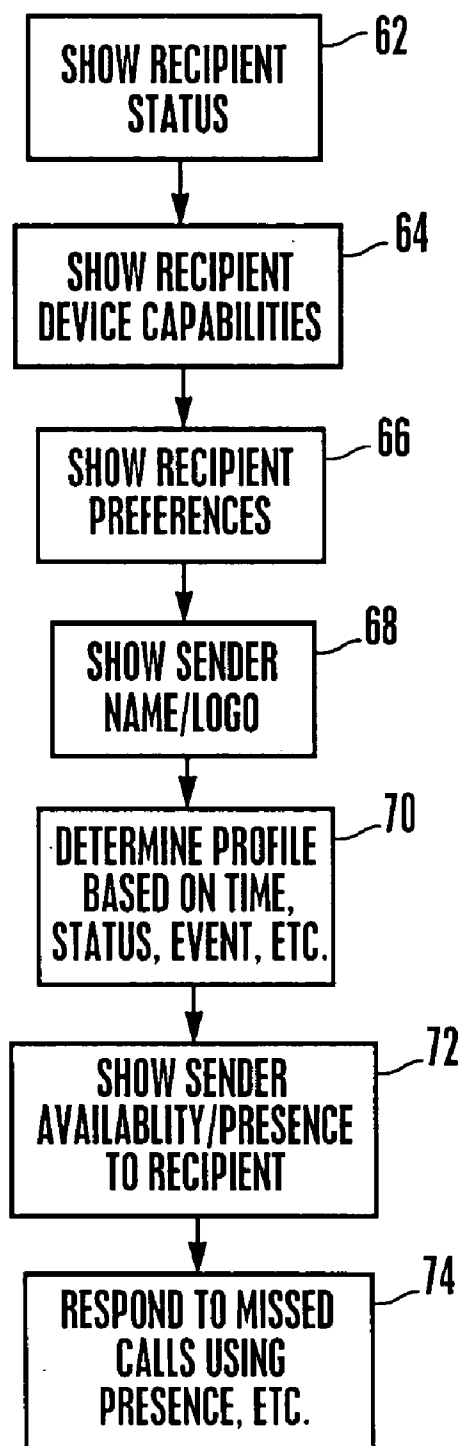 62
SHOW RECIPIENT
STATUS
64
SHOW RECIPIENT
DEVICE CAPABILITIES
66
SHOW RECIPIENT
PREFERENCES
68
SHOW SENDER
NAME/LOGO
70
DETERMINE PROFILE
BASED ON TIME,
STATUS, EVENT, ETC.
72
SHOW SENDER
AVAILABLITY/PRESENCE
TO RECIPIENT
74
RESPOND TO MISSED
CALLS USING
PRESENCE, ETC.